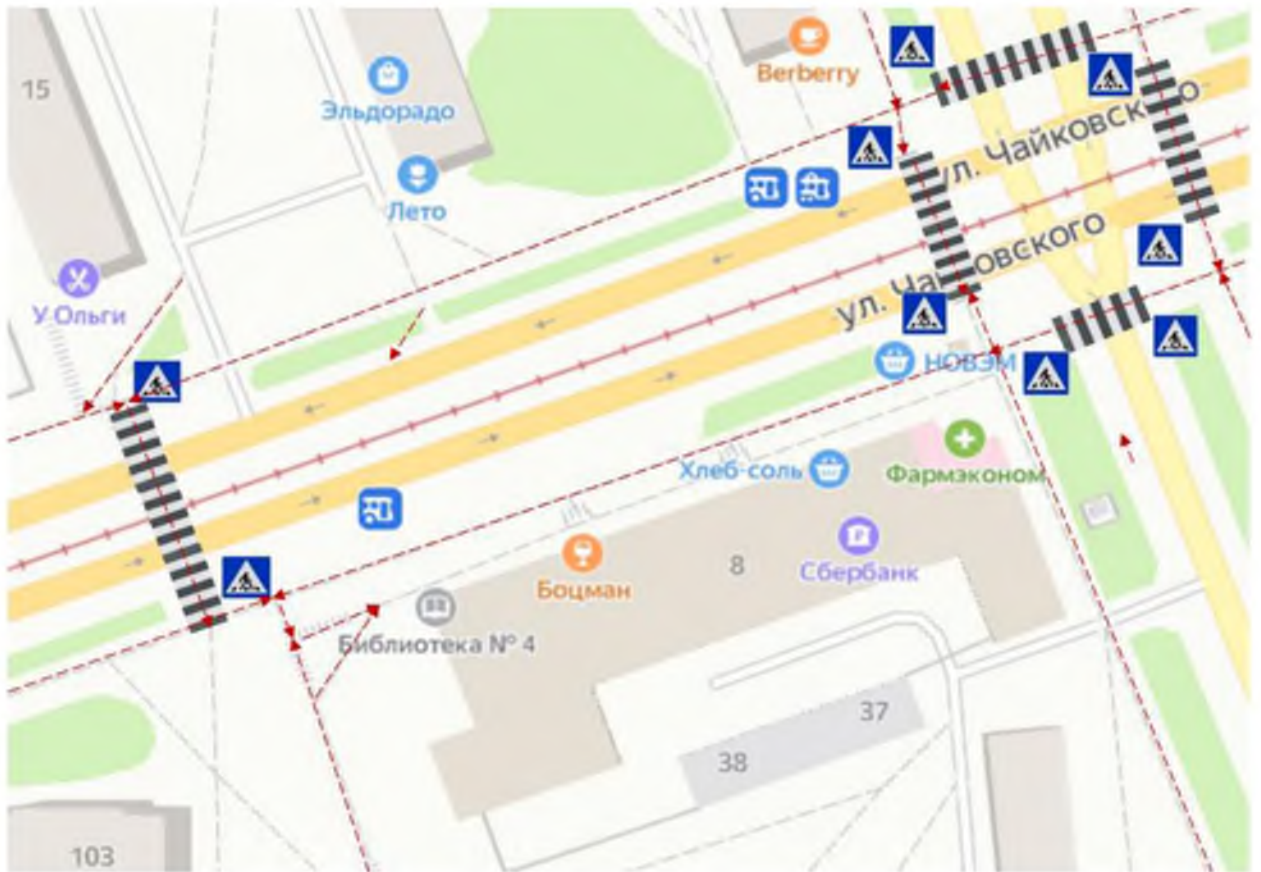 15
Эльдорадо
Berberry
Лето
ул. Чайковского
У Ольги
ул. Чайковского
НОВЭМ
Хлеб-соль
Фармэконом
8
Боцман
Сбербанк
Библиотека № 4
37
38
103